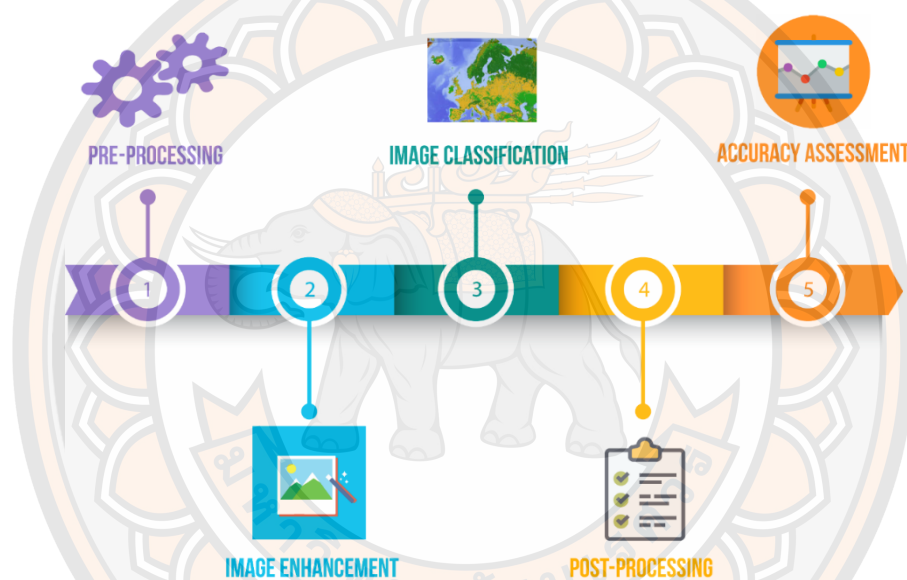 PRE-PROCESSING
IMAGE CLASSIFICATION
ACCURACY ASSESSMENT
1
2
3
4
5
IMAGE ENHANCEMENT
POST-PROCESSING